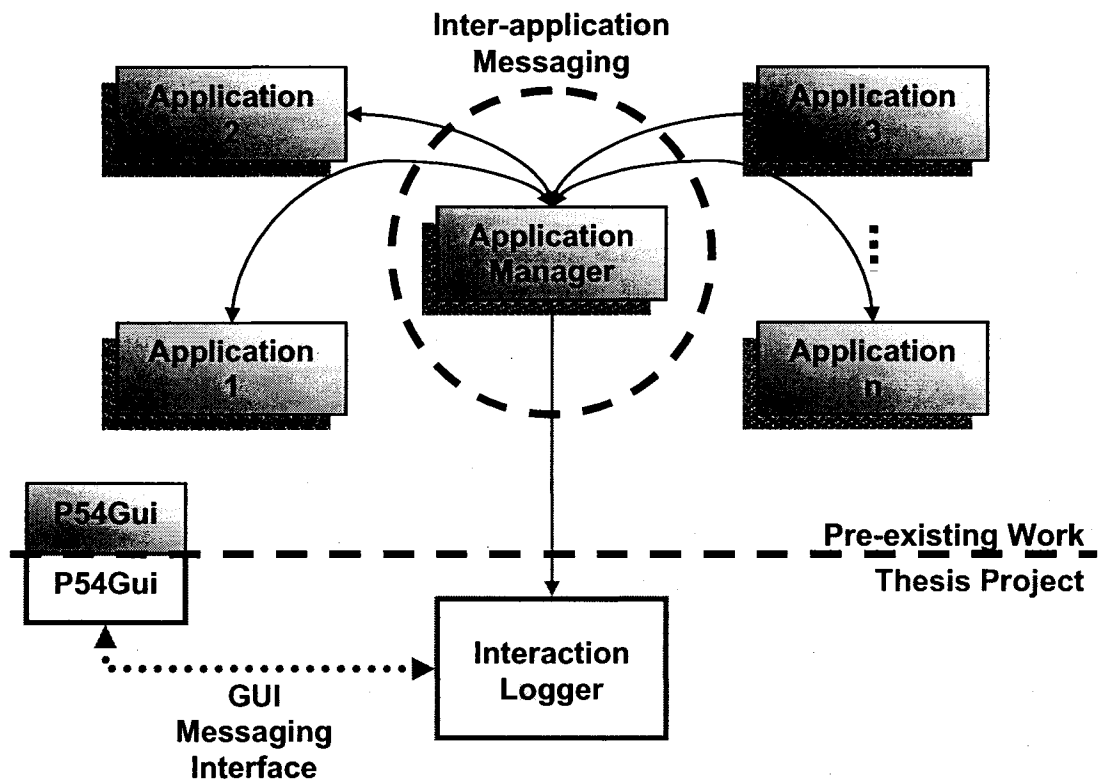 Inter-application
Messaging
Application
2
Application
3
Application
Manager
Application
1
Application
n
P54Gui
Pre-existing Work
P54Gui
Thesis Project
Interaction
Logger
GUI
Messaging
Interface